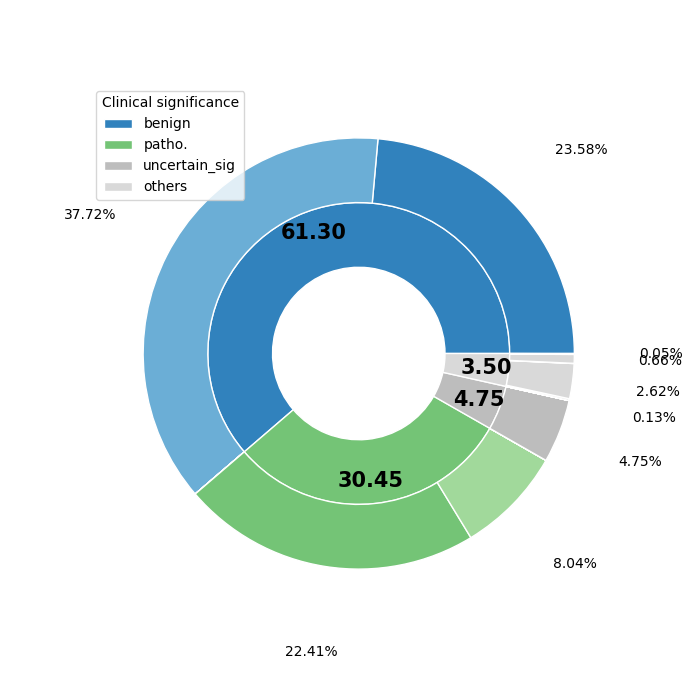 Clinical significance
benign
patho.
uncertain_sig
others
23.58%
37.72%
61.30
0.05%
0.66%
3.50
2.62%
4.75
0.13%
4.75%
30.45
8.04%
22.41%